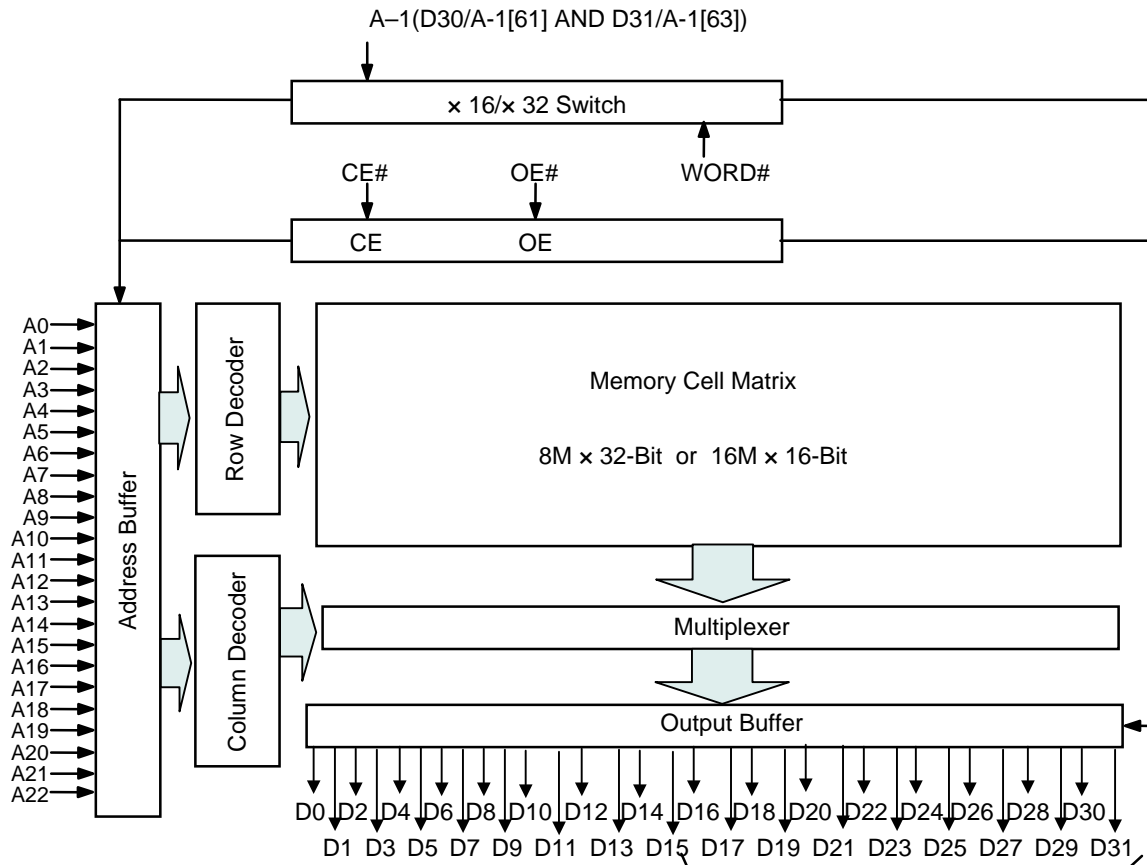 A–1(D30/A-1[61] AND D31/A-1[63])
× 16/× 32 Switch
CE# OE# WORD#
CE OE
A0
A1
A2
A3
A4
A5
A6
A7
A8
A9
A10
A11
A12
A13
A14
A15
A16
A17
A18
A19
A20
A21
A22
Address Buffer
Row Decoder
Column Decoder
Memory Cell Matrix
8M × 32-Bit or 16M × 16-Bit
Multiplexer
Output Buffer
D0 D2 D4 D6 D8 D10 D12 D14 D16 D18 D20 D22 D24 D26 D28 D30
D1 D3 D5 D7 D9 D11 D13 D15 D17 D19 D21 D23 D25 D27 D29 D31